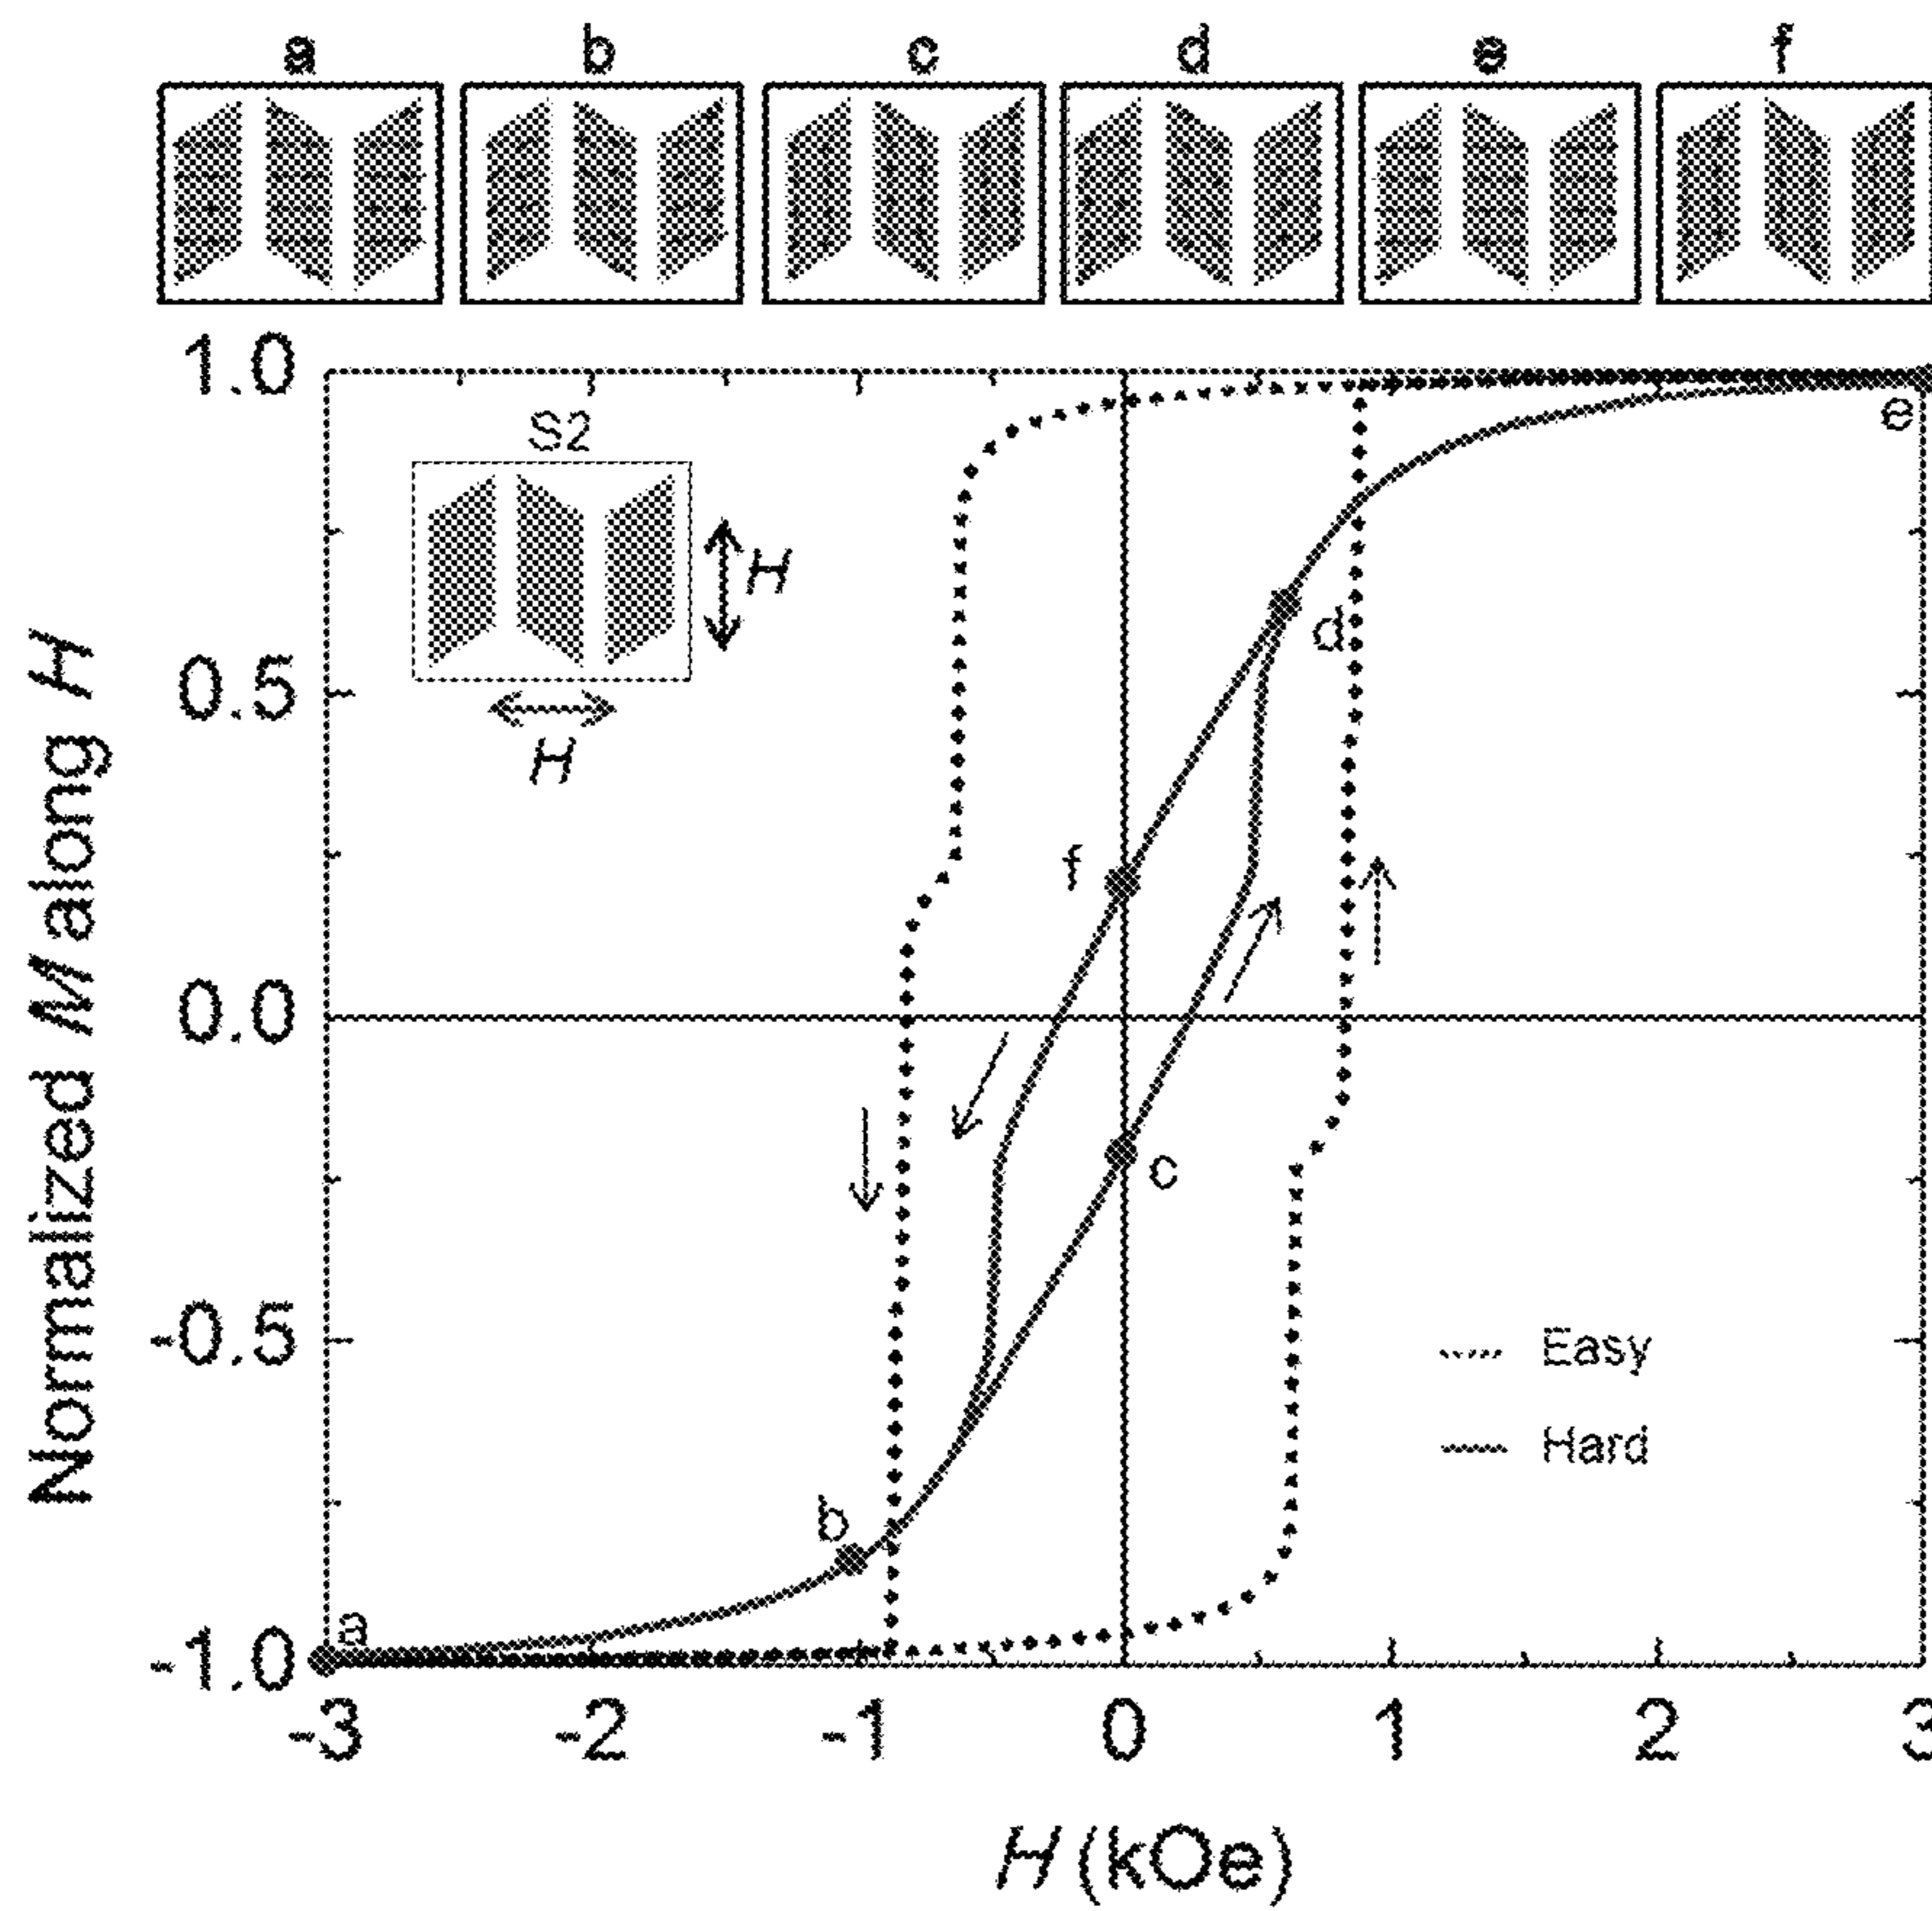 a b c d e f
1.0
S2
e
H
d
0.5
H
f
0.0
c
-0.5
Easy
Hard
b
a
-1.0
-3 -2 -1 0 1 2 3
Normalized M along H
H (kOe)